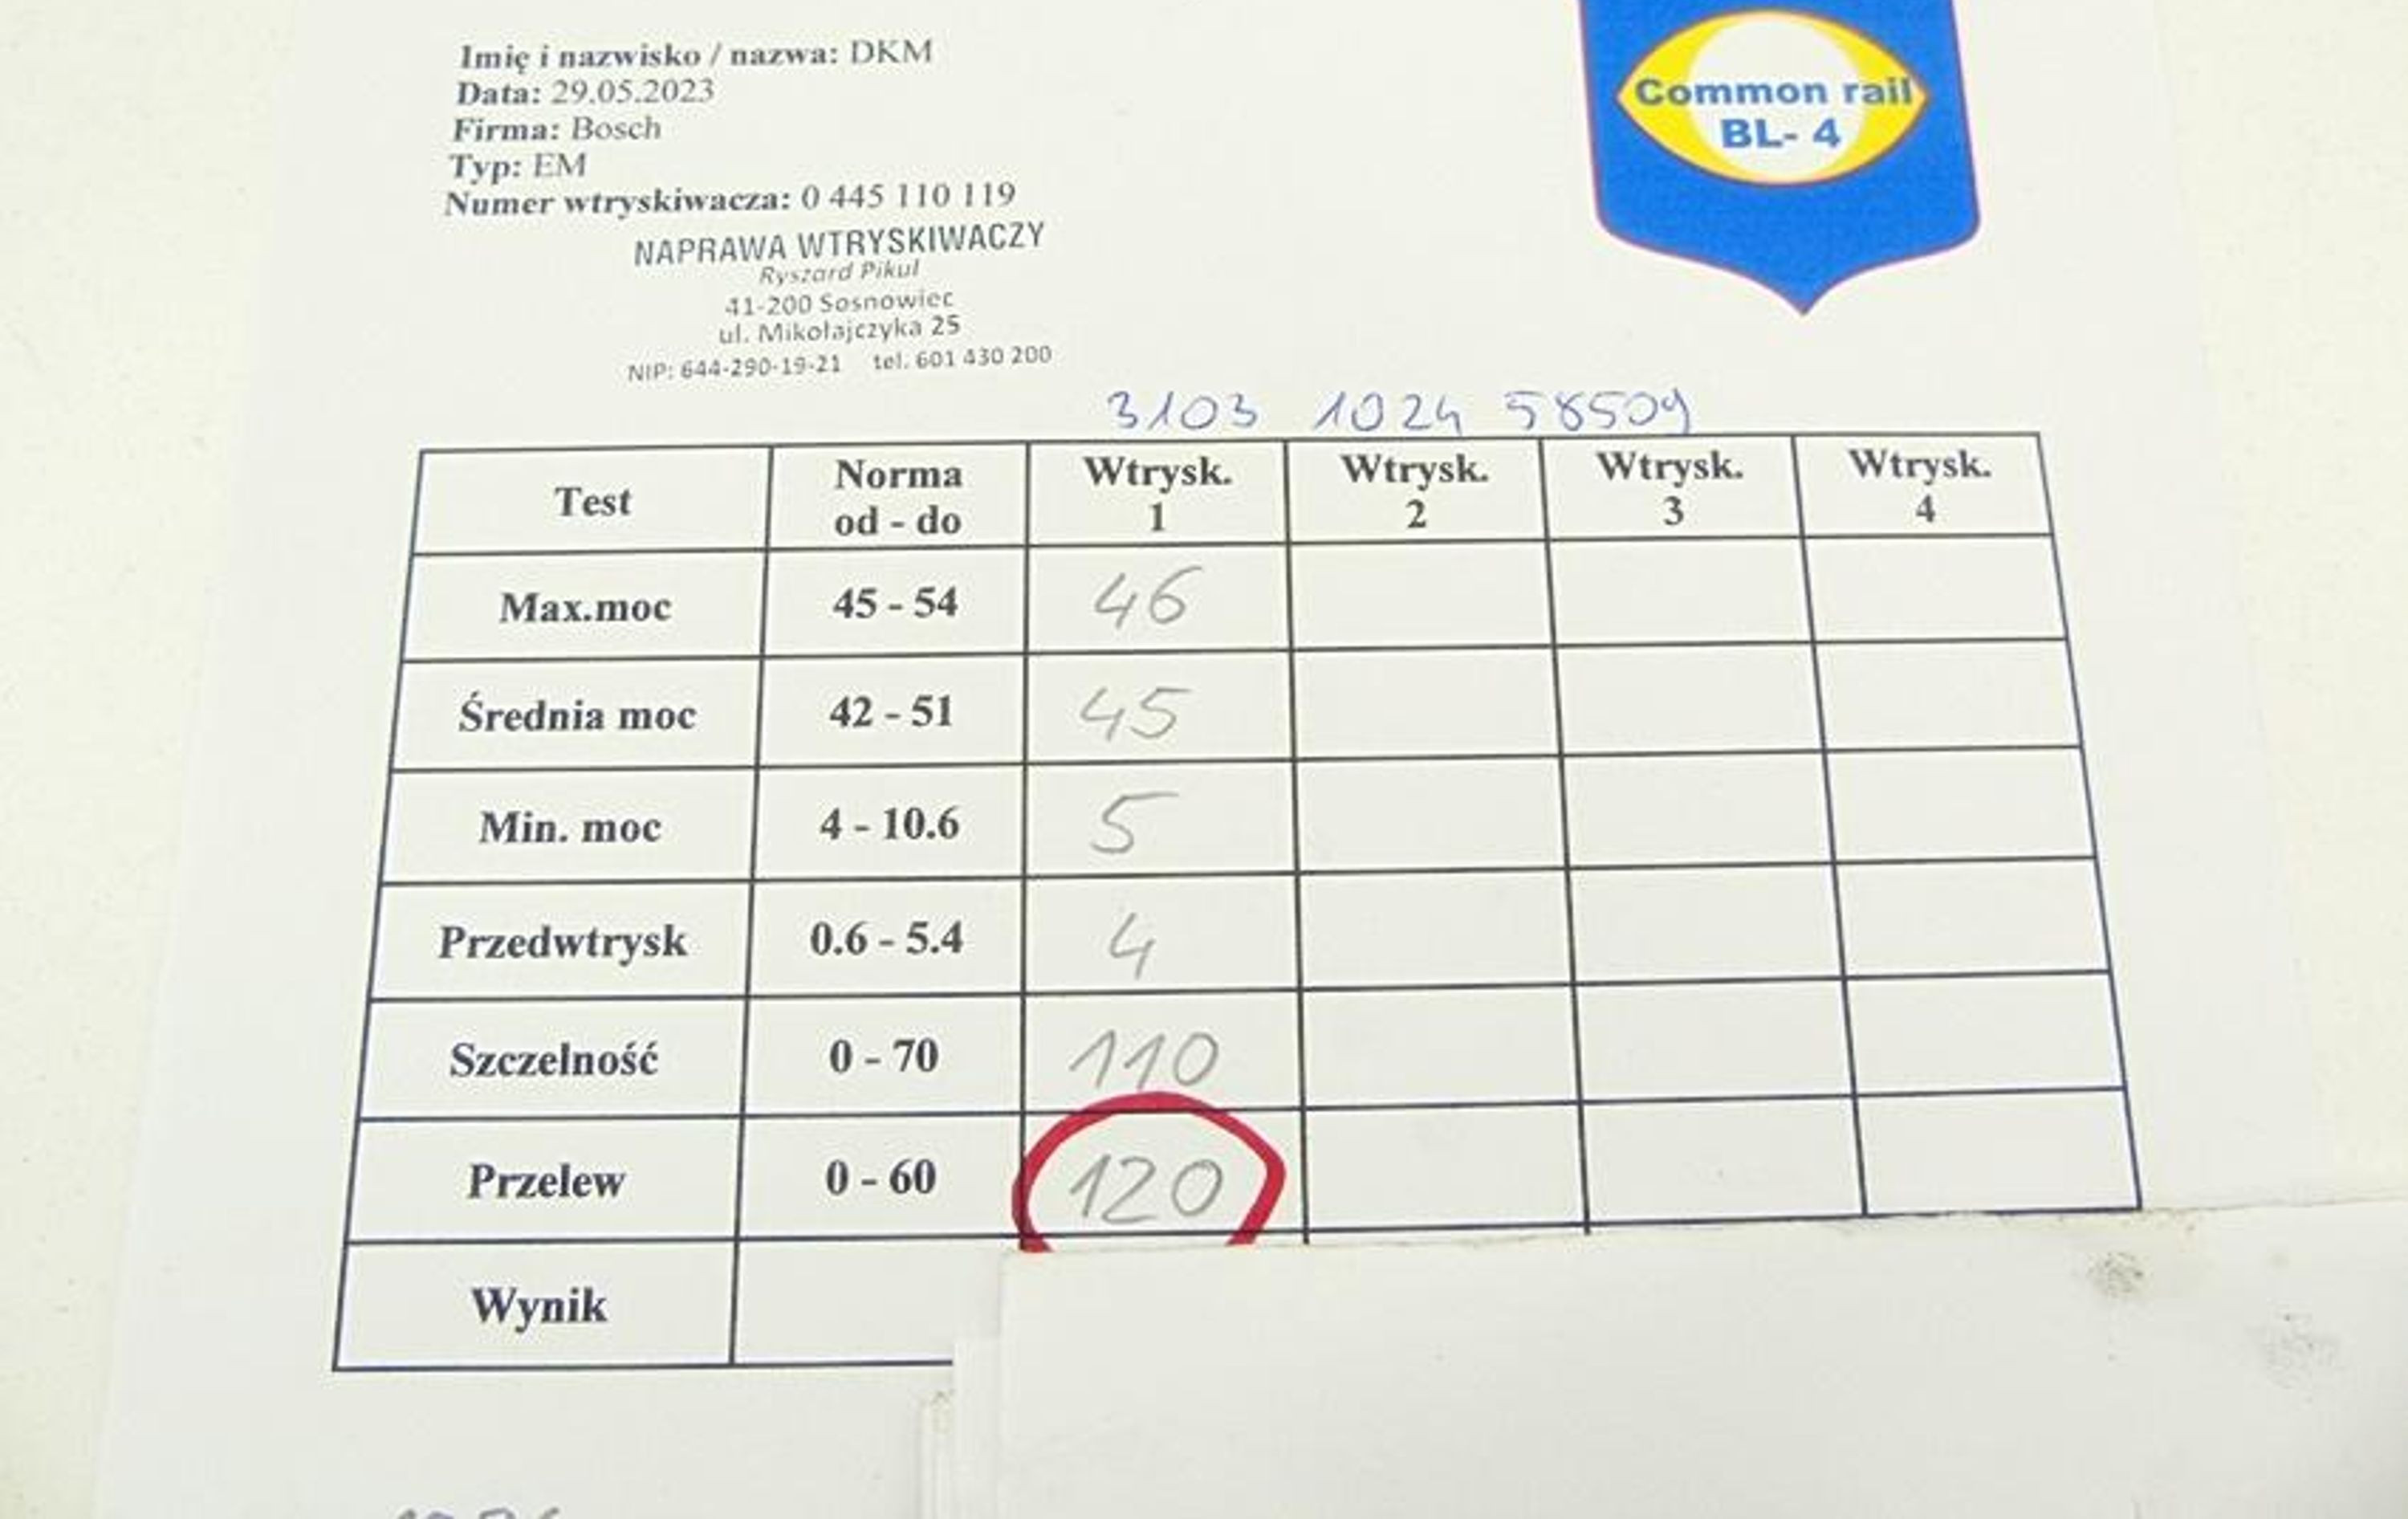 Imię i nazwisko / nazwa: DKM
Data: 29.05.2023
Firma: Bosch
Typ: EM
Numer wtryskiwacza: 0 445 110 119
NAPRAWA WTRYSKIWACZY
Ryszard Pikul
41-200 Sosnowiec
ul. Mikołajczyka 25
NIP: 644-290-19-21 tel. 601 430 200
Common rail
BL- 4
3103 1024 58509
Test Norma od - do Wtrysk. 1 Wtrysk. 2 Wtrysk. 3 Wtrysk. 4
Max.moc 45 - 54 46
Średnia moc 42 - 51 45
Min. moc 4 - 10.6 5
Przedwtrysk 0.6 - 5.4 4
Szczelność 0 - 70 110
Przelew 0 - 60 120
Wynik